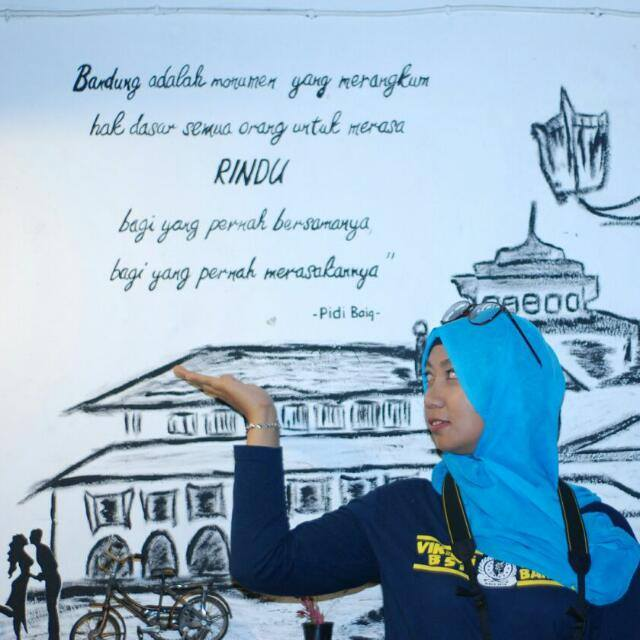 Bandung adalah monumen yang merangkum
hak dasar semua orang untuk merasa
RINDU
bagi yang pernah bersamanya,
bagi yang pernah merasakannya"
-Pidi Baiq-